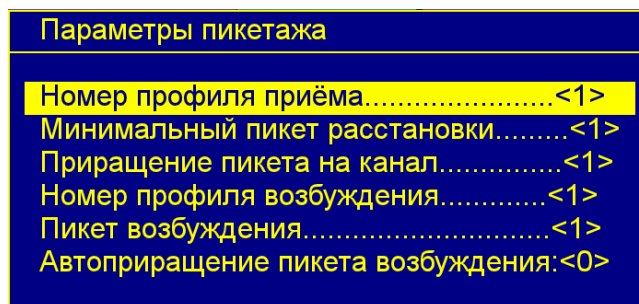 Параметры пикетажа
Номер профиля приёма.......................<1>
Минимальный пикет расстановки.........<1>
Приращение пикета на канал...............<1>
Номер профиля возбуждения.............<1>
Пикет возбуждения..............................<1>
Автоприращение пикета возбуждения:<0>